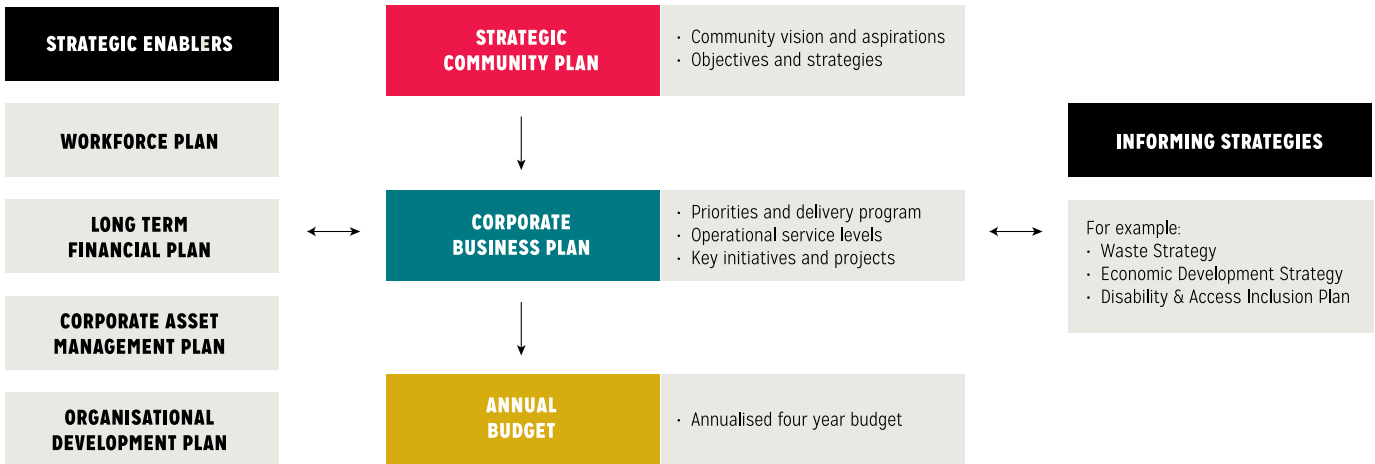 STRATEGIC ENABLERS
WORKFORCE PLAN
LONG TERM
FINANCIAL PLAN
CORPORATE ASSET
MANAGEMENT PLAN
ORGANISATIONAL
DEVELOPMENT PLAN
STRATEGIC
COMMUNITY PLAN
· Community vision and aspirations
· Objectives and strategies
CORPORATE
BUSINESS PLAN
· Priorities and delivery program
· Operational service levels
· Key initiatives and projects
ANNUAL
BUDGET
· Annualised four year budget
INFORMING STRATEGIES
For example:
· Waste Strategy
· Economic Development Strategy
· Disability & Access Inclusion Plan